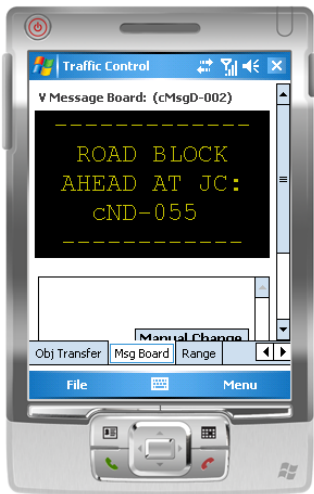 Traffic Control
V Message Board: (cMsgD-002)
-------------
ROAD BLOCK
AHEAD AT JC:
cND-055
------------
Manual Change
Obj Transfer Msg Board Range
File Menu